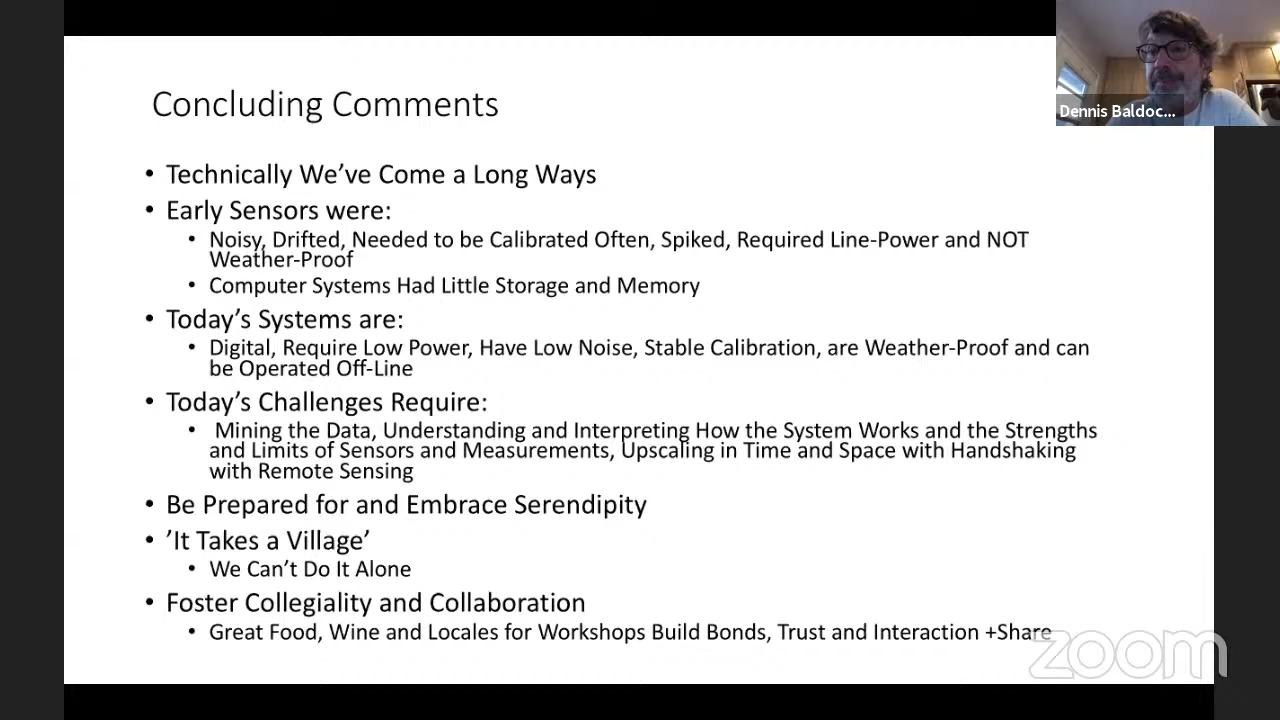 Concluding Comments
Dennis Baldoc...
• Technically We’ve Come a Long Ways
• Early Sensors were:
• Noisy, Drifted, Needed to be Calibrated Often, Spiked, Required Line-Power and NOT
Weather-Proof
• Computer Systems Had Little Storage and Memory
• Today’s Systems are:
• Digital, Require Low Power, Have Low Noise, Stable Calibration, are Weather-Proof and can
be Operated Off-Line
• Today’s Challenges Require:
• Mining the Data, Understanding and Interpreting How the System Works and the Strengths
and Limits of Sensors and Measurements, Upscaling in Time and Space with Handshaking
with Remote Sensing
• Be Prepared for and Embrace Serendipity
• ’It Takes a Village’
• We Can’t Do It Alone
• Foster Collegiality and Collaboration
• Great Food, Wine and Locales for Workshops Build Bonds, Trust and Interaction +Share
zoom